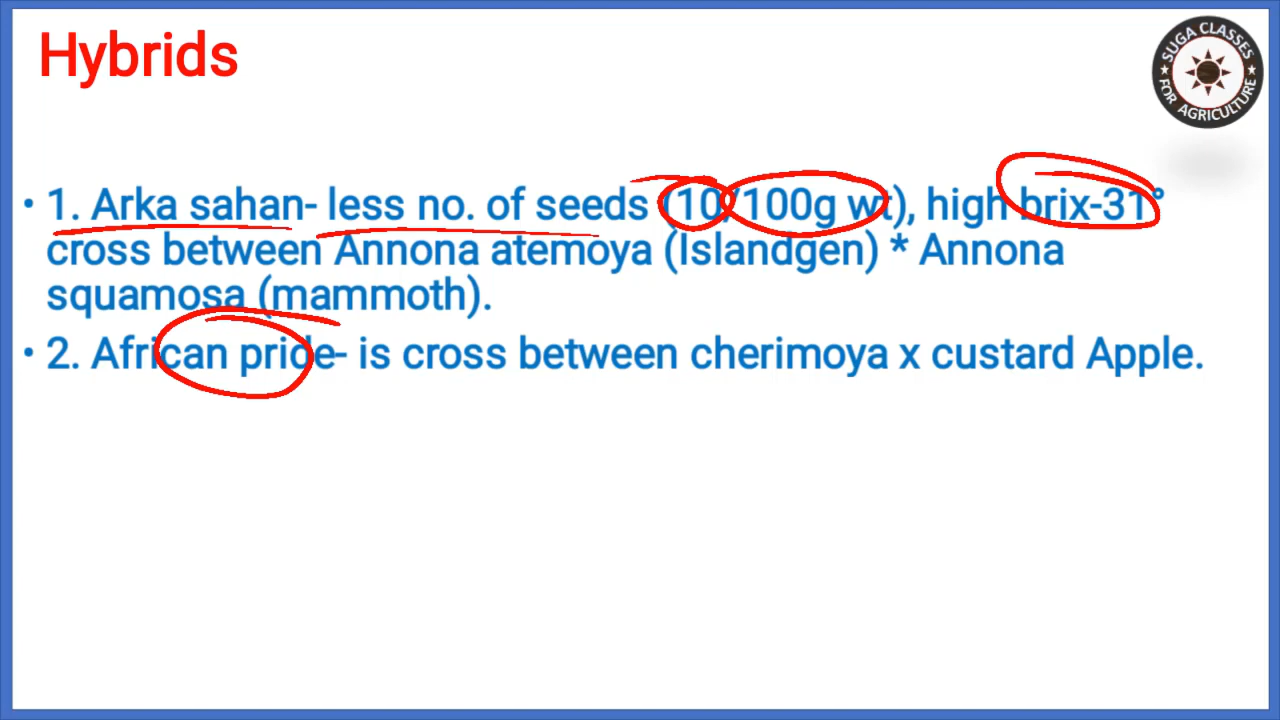 Hybrids
SUGA CLASSES
FOR AGRICULTURE
• 1. Arka sahan- less no. of seeds (10/100g wt), high brix-31°
cross between Annona atemoya (Islandgen) * Annona
squamosa (mammoth).
• 2. African pride- is cross between cherimoya x custard Apple.